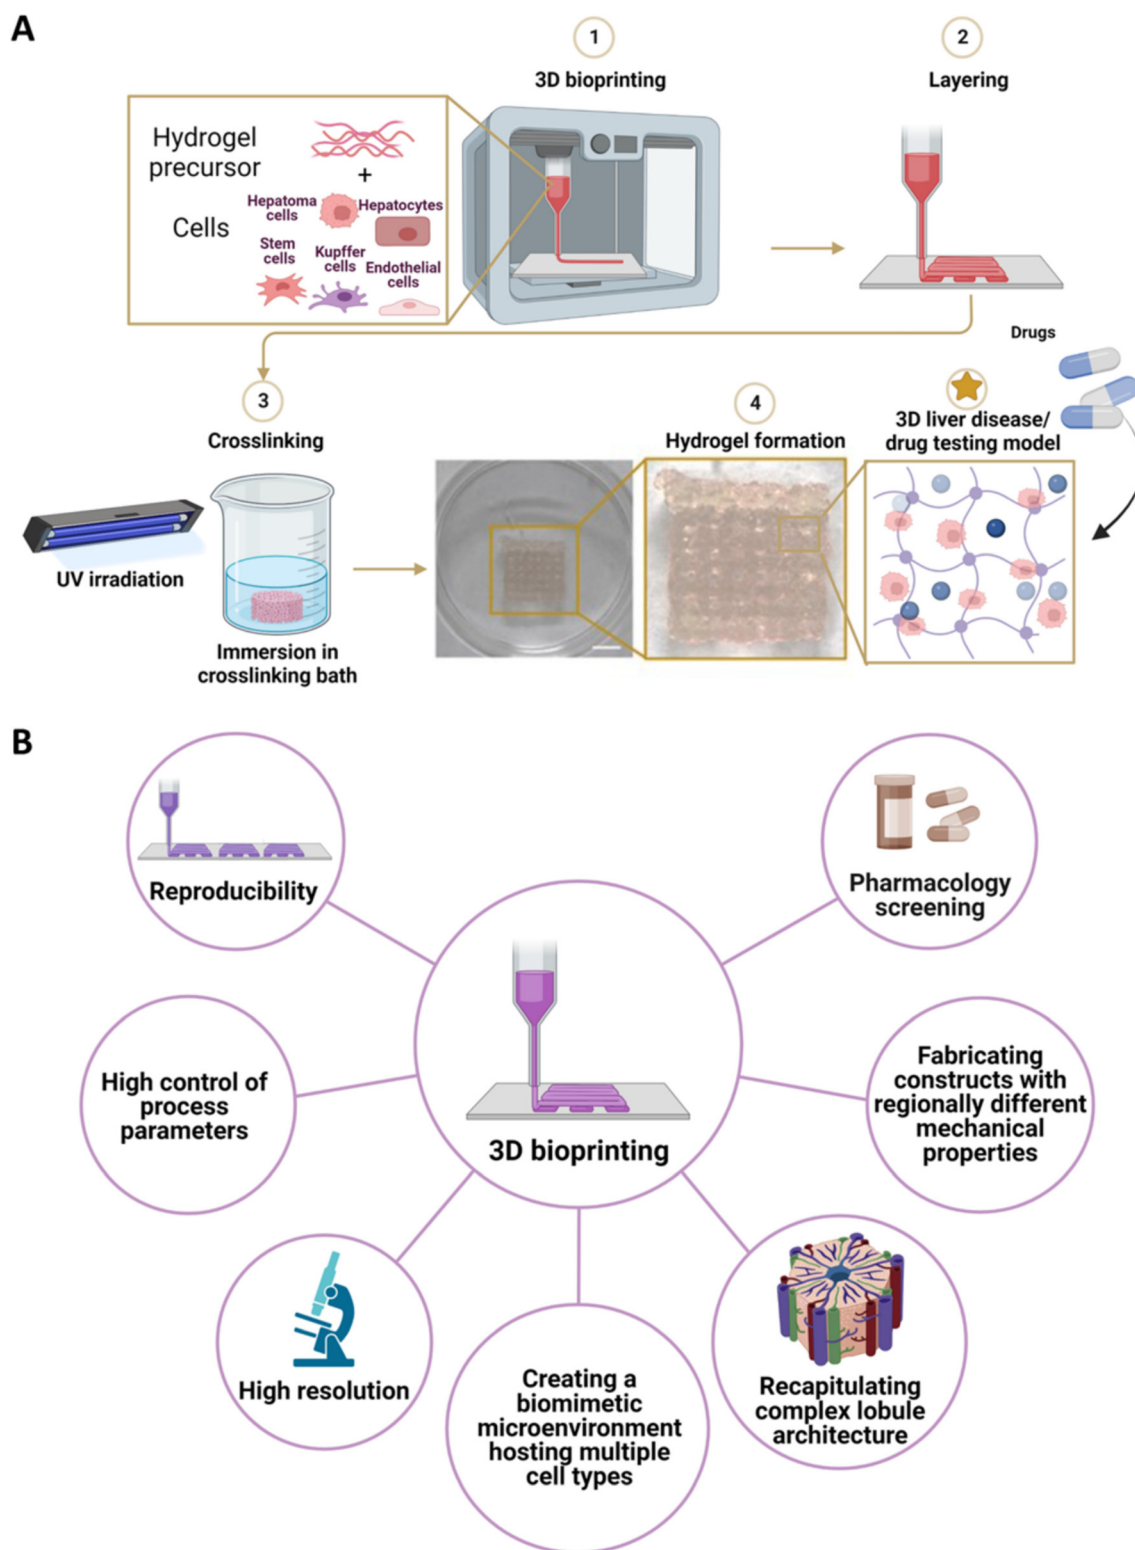 A
1
3D bioprinting
2
Layering
Hydrogel
precursor
+
Cells
Hepatoma
cells
Hepatocytes
Stem
cells
Kupffer
cells
Endothelial
cells
Drugs
3
Crosslinking
4
Hydrogel formation
3D liver disease/
drug testing model
UV irradiation
Immersion in
crosslinking bath
B
Reproducibility
Pharmacology
screening
3D bioprinting
High control of
process
parameters
Fabricating
constructs with
regionally different
mechanical
properties
High resolution
Creating a
biomimetic
microenvironment
hosting multiple
cell types
Recapitulating
complex lobule
architecture